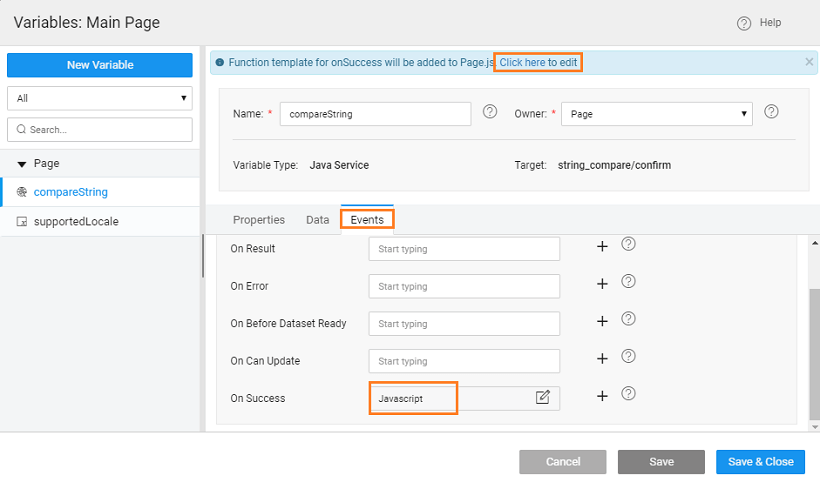 Variables: Main Page
Help
New Variable
All
Search...
Page
compareString
supportedLocale
Function template for onSuccess will be added to Page.js. Click here to edit
Name: * compareString
Owner: * Page
Variable Type: Java Service
Target: string_compare/confirm
Properties Data Events
On Result Start typing
On Error Start typing
On Before Dataset Ready Start typing
On Can Update Start typing
On Success Javascript
Cancel Save Save & Close